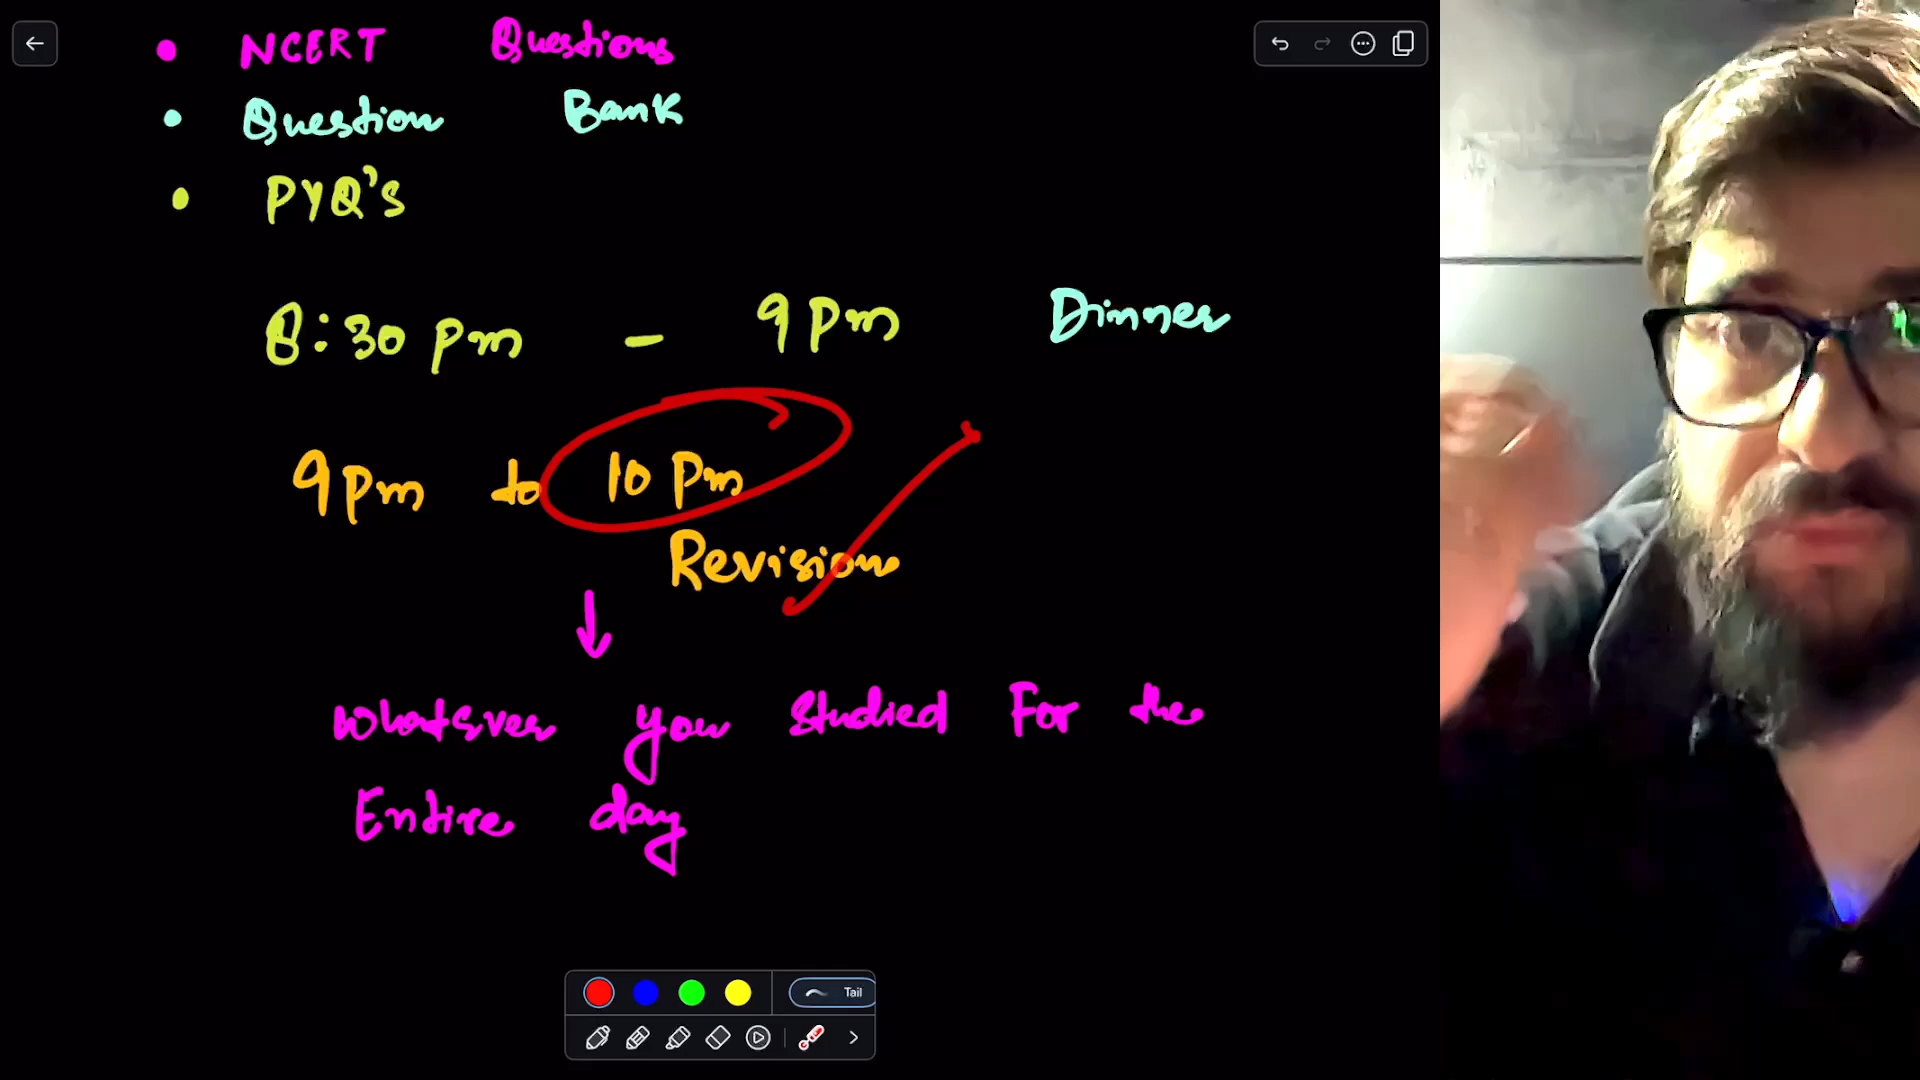 • NCERT Questions
• Question Bank
• PYQ's
8:30 pm - 9 pm Dinner
9 pm to 10 pm
Revision
Whatever you studied For the
Entire day
Tail